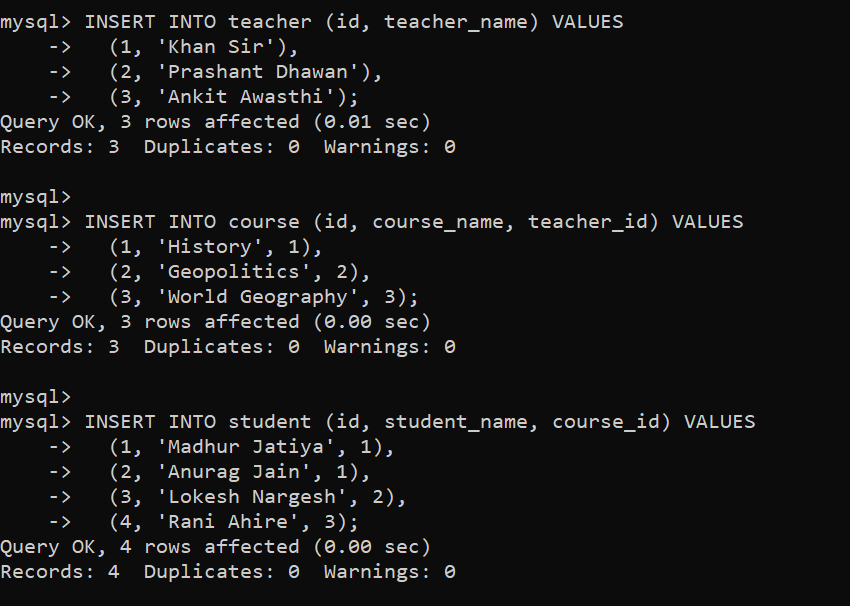 mysql> INSERT INTO teacher (id, teacher_name) VALUES
    ->   (1, 'Khan Sir'),
    ->   (2, 'Prashant Dhawan'),
    ->   (3, 'Ankit Awasthi');
Query OK, 3 rows affected (0.01 sec)
Records: 3  Duplicates: 0  Warnings: 0

mysql>
mysql> INSERT INTO course (id, course_name, teacher_id) VALUES
    ->   (1, 'History', 1),
    ->   (2, 'Geopolitics', 2),
    ->   (3, 'World Geography', 3);
Query OK, 3 rows affected (0.00 sec)
Records: 3  Duplicates: 0  Warnings: 0

mysql>
mysql> INSERT INTO student (id, student_name, course_id) VALUES
    ->   (1, 'Madhur Jatiya', 1),
    ->   (2, 'Anurag Jain', 1),
    ->   (3, 'Lokesh Nargesh', 2),
    ->   (4, 'Rani Ahire', 3);
Query OK, 4 rows affected (0.00 sec)
Records: 4  Duplicates: 0  Warnings: 0